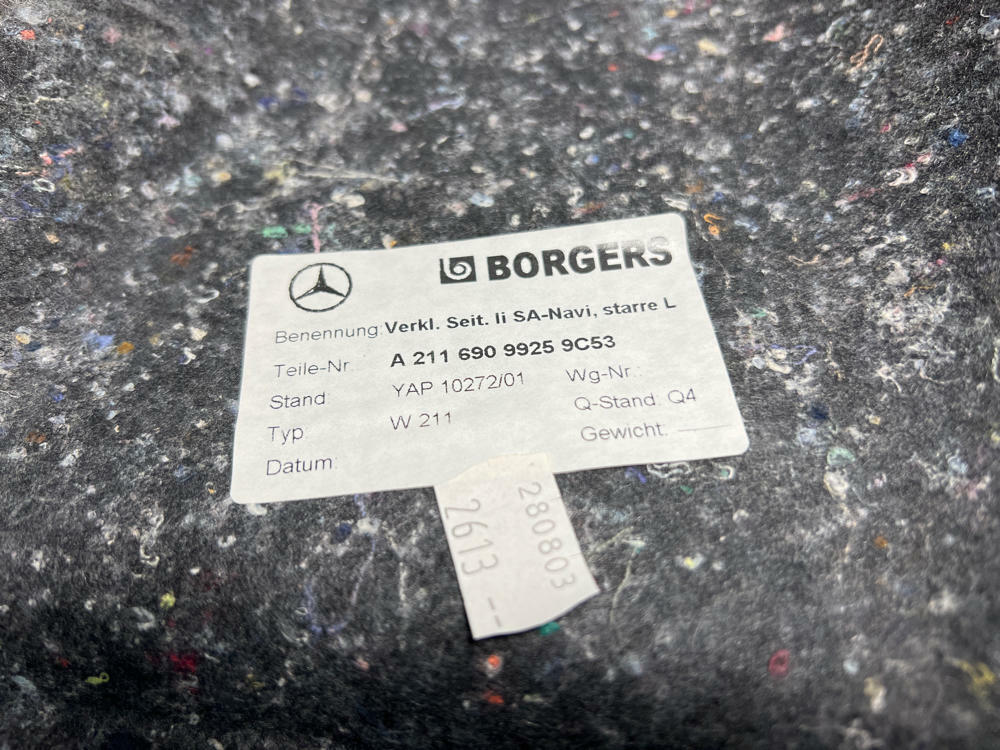 BORGERS
Benennung: Verkl. Seit. li SA-Navi, starre L
Teile-Nr. A 211 690 9925 9C53
Stand YAP 10272/01 Wg-Nr.:
Typ W 211 Q-Stand: Q4
Datum: Gewicht:
280803
2613 --